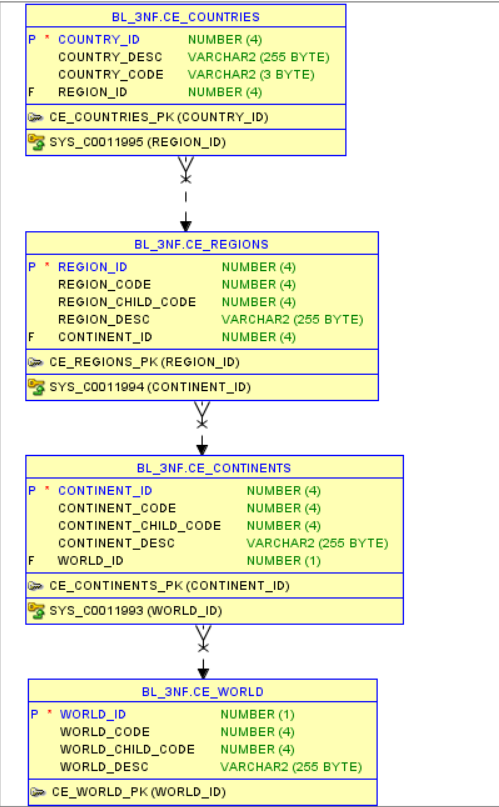 BL_3NF.CE_COUNTRIES
P * COUNTRY_ID NUMBER (4)
COUNTRY_DESC VARCHAR2 (255 BYTE)
COUNTRY_CODE VARCHAR2 (3 BYTE)
F REGION_ID NUMBER (4)
CE_COUNTRIES_PK (COUNTRY_ID)
SYS_C0011995 (REGION_ID)
BL_3NF.CE_REGIONS
P * REGION_ID NUMBER (4)
REGION_CODE NUMBER (4)
REGION_CHILD_CODE NUMBER (4)
REGION_DESC VARCHAR2 (255 BYTE)
F CONTINENT_ID NUMBER (4)
CE_REGIONS_PK (REGION_ID)
SYS_C0011994 (CONTINENT_ID)
BL_3NF.CE_CONTINENTS
P * CONTINENT_ID NUMBER (4)
CONTINENT_CODE NUMBER (4)
CONTINENT_CHILD_CODE NUMBER (4)
CONTINENT_DESC VARCHAR2 (255 BYTE)
F WORLD_ID NUMBER (1)
CE_CONTINENTS_PK (CONTINENT_ID)
SYS_C0011993 (WORLD_ID)
BL_3NF.CE_WORLD
P * WORLD_ID NUMBER (1)
WORLD_CODE NUMBER (4)
WORLD_CHILD_CODE NUMBER (4)
WORLD_DESC VARCHAR2 (255 BYTE)
CE_WORLD_PK (WORLD_ID)